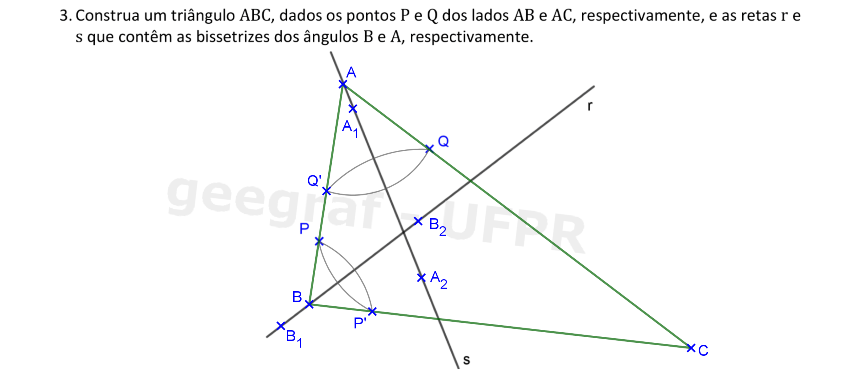 3. Construa um triângulo ABC, dados os pontos P e Q dos lados AB e AC, respectivamente, e as retas r e
s que contêm as bissetrizes dos ângulos B e A, respectivamente.
A
r
A1
Q
Q'
geegraf - UFPR
P
B2
A2
B
P'
B1
C
s